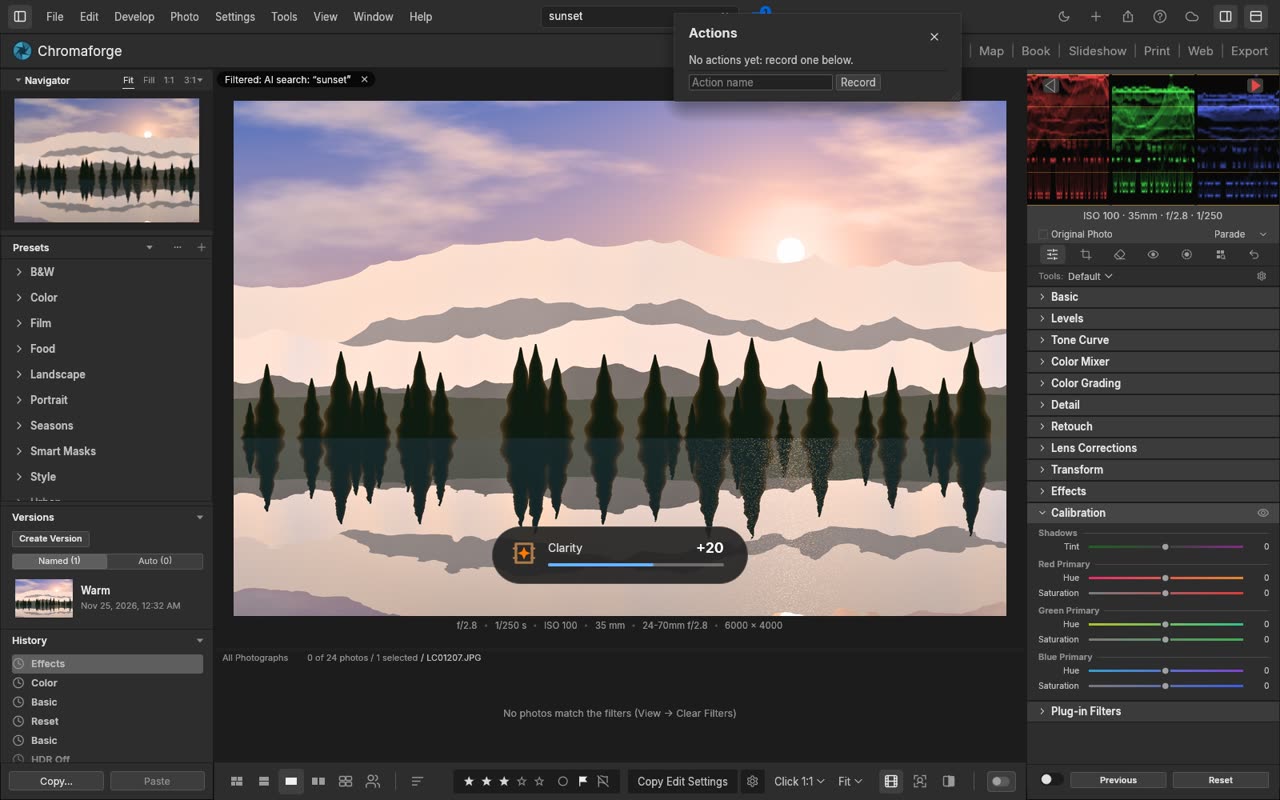 File Edit Develop Photo Settings Tools View Window Help
sunset
Chromaforge
Map Book Slideshow Print Web Export
Actions
No actions yet: record one below.
Action name Record
Navigator Fit Fill 1:1 3:1
Filtered: AI search: “sunset”
ISO 100 · 35mm · f/2.8 · 1/250
Original Photo Parade
Tools: Default
Presets
B&W
Color
Film
Food
Landscape
Portrait
Seasons
Smart Masks
Style
Versions
Create Version
Named (1) Auto (0)
Warm
Nov 25, 2026, 12:32 AM
History
Effects
Color
Basic
Reset
Basic
HDR Off
Copy... Paste
Clarity +20
f/2.8 · 1/250 s · ISO 100 · 35 mm · 24-70mm f/2.8 · 6000 × 4000
All Photographs 0 of 24 photos / 1 selected / LC01207.JPG
No photos match the filters (View → Clear Filters)
Copy Edit Settings Click 1:1 Fit
Basic
Levels
Tone Curve
Color Mixer
Color Grading
Detail
Retouch
Lens Corrections
Transform
Effects
Calibration
Shadows
Tint 0
Red Primary
Hue 0
Saturation 0
Green Primary
Hue 0
Saturation 0
Blue Primary
Hue 0
Saturation 0
Plug-in Filters
Previous Reset